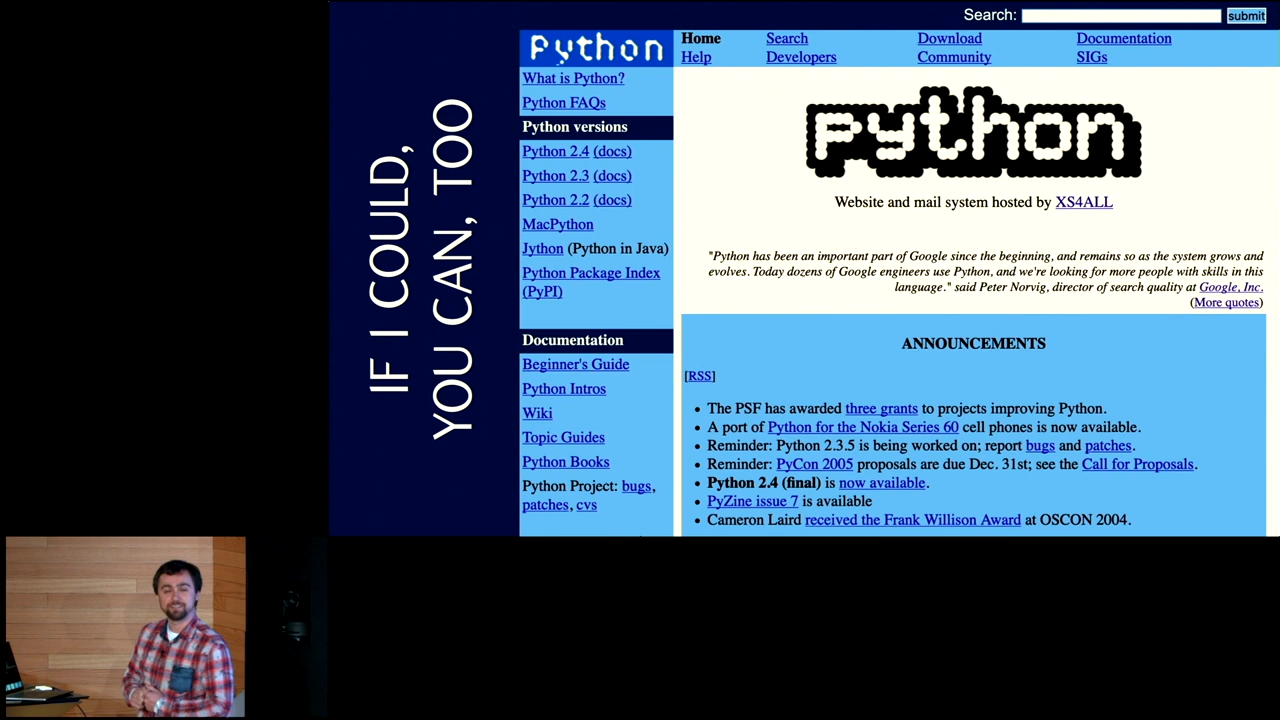 IF I COULD,
YOU CAN, TOO
Search: submit
Python
Home Search Download Documentation
Help Developers Community SIGs
What is Python?
Python FAQs
Python versions
Python 2.4 (docs)
Python 2.3 (docs)
Python 2.2 (docs)
MacPython
Jython (Python in Java)
Python Package Index
(PyPI)
Documentation
Beginner's Guide
Python Intros
Wiki
Topic Guides
Python Books
Python Project: bugs,
patches, cvs
python
Website and mail system hosted by XS4ALL
"Python has been an important part of Google since the beginning, and remains so as the system grows and
evolves. Today dozens of Google engineers use Python, and we're looking for more people with skills in this
language." said Peter Norvig, director of search quality at Google, Inc.
(More quotes)
ANNOUNCEMENTS
[RSS]
• The PSF has awarded three grants to projects improving Python.
• A port of Python for the Nokia Series 60 cell phones is now available.
• Reminder: Python 2.3.5 is being worked on; report bugs and patches.
• Reminder: PyCon 2005 proposals are due Dec. 31st; see the Call for Proposals.
• Python 2.4 (final) is now available.
• PyZine issue 7 is available
• Cameron Laird received the Frank Willison Award at OSCON 2004.